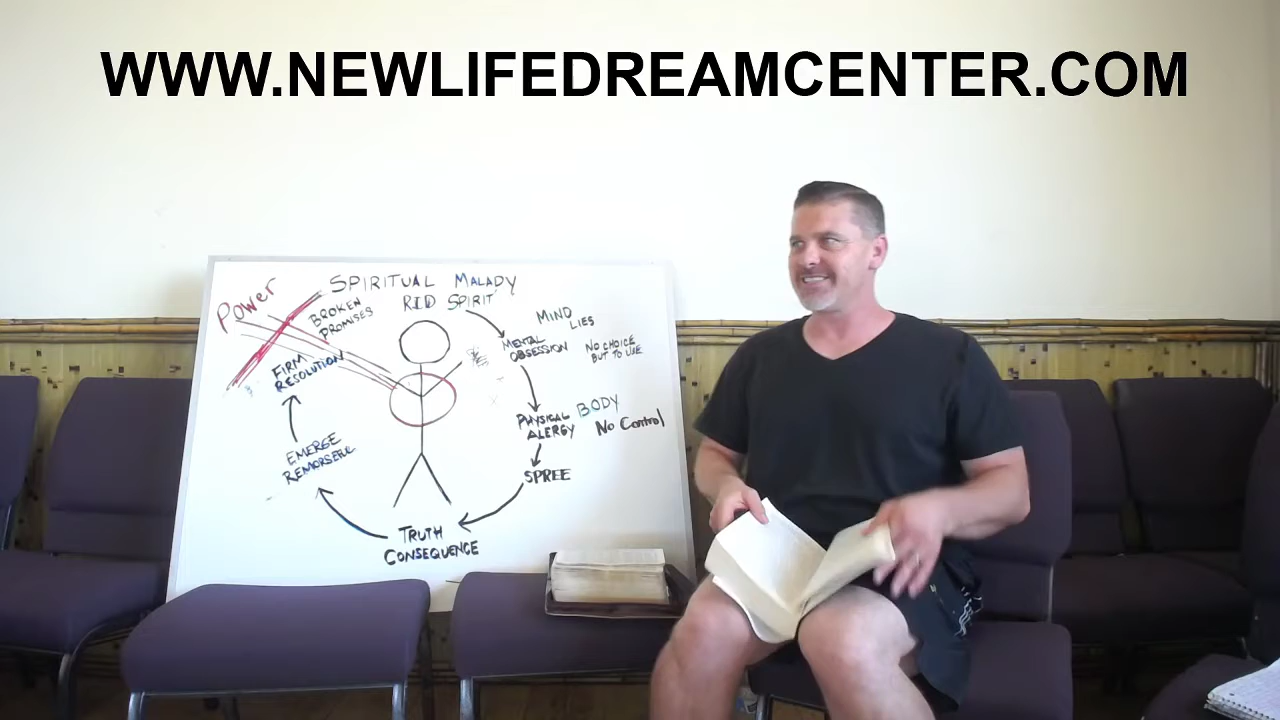 WWW.NEWLIFEDREAMCENTER.COM
Power
SPIRITUAL MALADY
RID SPIRIT
BROKEN
PROMISES
MIND
LIES
MENTAL
OBSESSION
NO CHOICE
BUT TO USE
FIRM
RESOLUTION
PHYSICAL
ALERGY
BODY
No Control
EMERGE
REMORSEFUL
SPREE
TRUTH
CONSEQUENCE